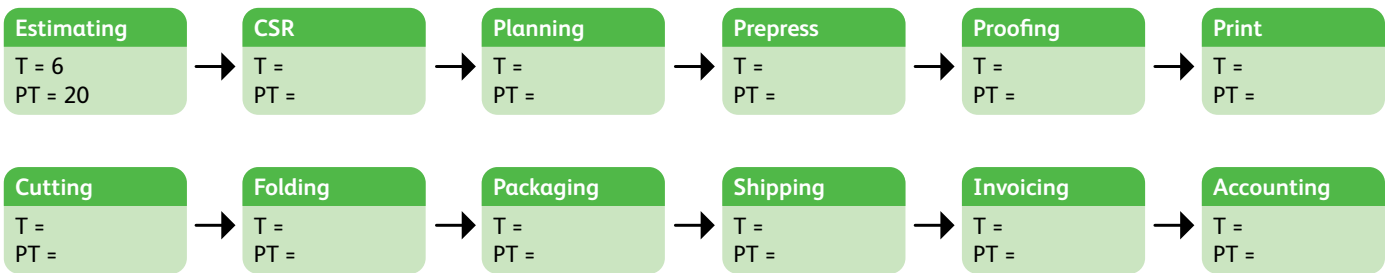 Estimating
T = 6
PT = 20
CSR
T =
PT =
Planning
T =
PT =
Prepress
T =
PT =
Proofing
T =
PT =
Print
T =
PT =
Cutting
T =
PT =
Folding
T =
PT =
Packaging
T =
PT =
Shipping
T =
PT =
Invoicing
T =
PT =
Accounting
T =
PT =